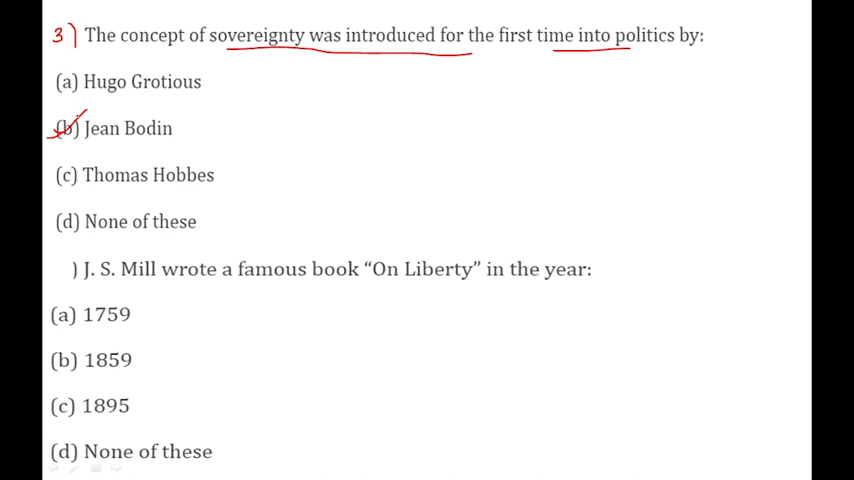 3) The concept of sovereignty was introduced for the first time into politics by:
(a) Hugo Grotious
(b) Jean Bodin
(c) Thomas Hobbes
(d) None of these
) J. S. Mill wrote a famous book “On Liberty” in the year:
(a) 1759
(b) 1859
(c) 1895
(d) None of these